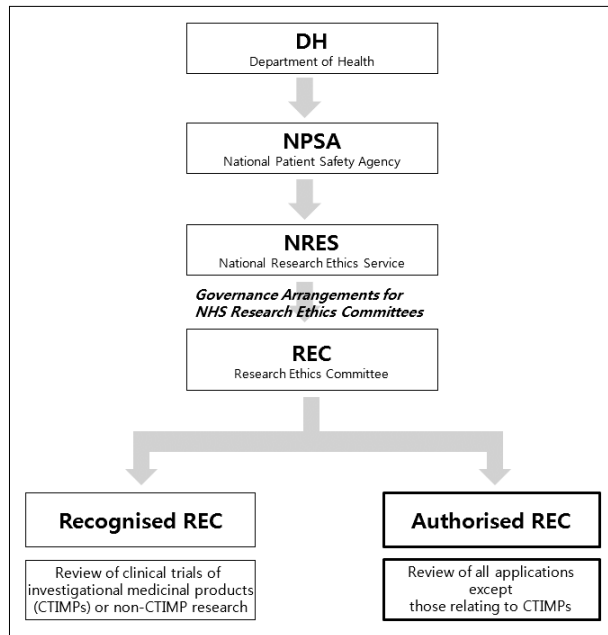 DH
Department of Health
NPSA
National Patient Safety Agency
NRES
National Research Ethics Service
Governance Arrangements for
NHS Research Ethics Committees
REC
Research Ethics Committee
Recognised REC
Review of clinical trials of
investigational medicinal products
(CTIMPs) or non-CTIMP research
Authorised REC
Review of all applications
except
those relating to CTIMPs